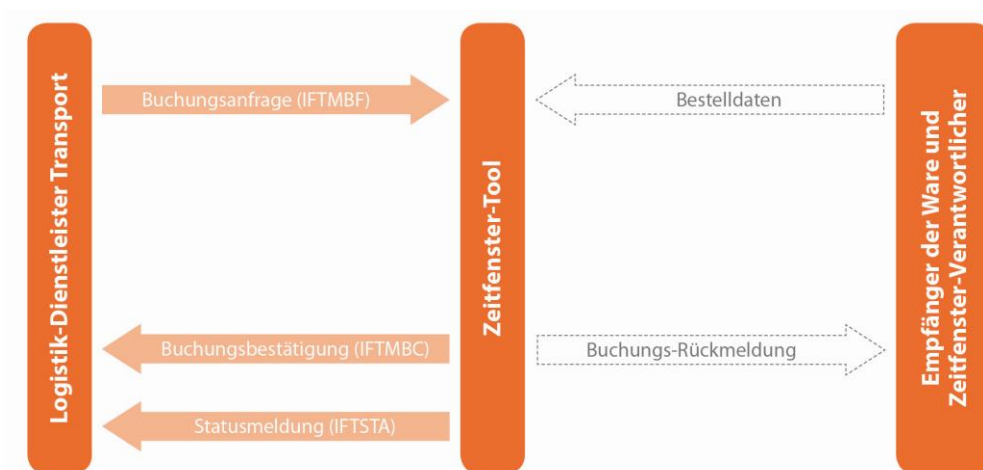 Logistik-Dienstleister Transport
Buchungsanfrage (IFTMBF)
Buchungsbestätigung (IFTMBC)
Statusmeldung (IFTSTA)
Zeitfenster-Tool
Bestelldaten
Buchungs-Rückmeldung
Empfänger der Ware und
Zeitfenster-Verantwortlicher